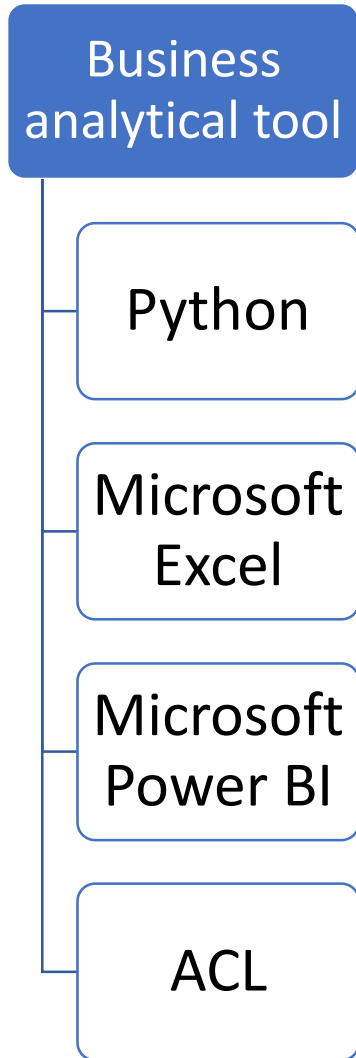 Business
analytical tool
Python
Microsoft
Excel
Microsoft
Power BI
ACL